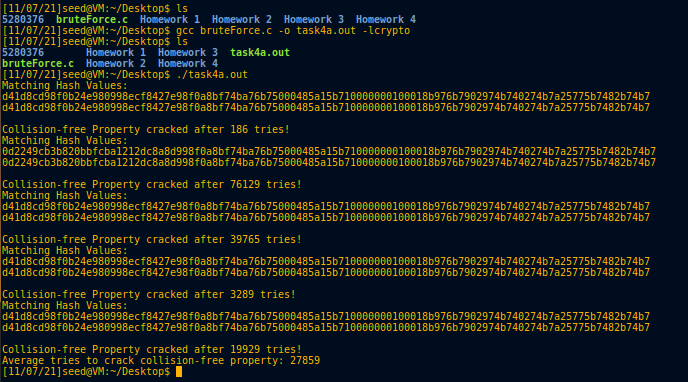 [11/07/21]seed@VM:~/Desktop$ ls
5280376  bruteForce.c  Homework 1  Homework 2  Homework 3  Homework 4
[11/07/21]seed@VM:~/Desktop$ gcc bruteForce.c -o task4a.out -lcrypto
[11/07/21]seed@VM:~/Desktop$ ls
5280376       Homework 1  Homework 3  task4a.out
bruteForce.c  Homework 2  Homework 4
[11/07/21]seed@VM:~/Desktop$ ./task4a.out
Matching Hash Values:
d41d8cd98f0b24e980998ecf8427e98f0a8bf74ba76b75000485a15b710000000100018b976b7902974b740274b7a25775b7482b74b7
d41d8cd98f0b24e980998ecf8427e98f0a8bf74ba76b75000485a15b710000000100018b976b7902974b740274b7a25775b7482b74b7

Collision-free Property cracked after 186 tries!
Matching Hash Values:
0d2249cb3b820bbfcba1212dc8a8d998f0a8bf74ba76b75000485a15b710000000100018b976b7902974b740274b7a25775b7482b74b7
0d2249cb3b820bbfcba1212dc8a8d998f0a8bf74ba76b75000485a15b710000000100018b976b7902974b740274b7a25775b7482b74b7

Collision-free Property cracked after 76129 tries!
Matching Hash Values:
d41d8cd98f0b24e980998ecf8427e98f0a8bf74ba76b75000485a15b710000000100018b976b7902974b740274b7a25775b7482b74b7
d41d8cd98f0b24e980998ecf8427e98f0a8bf74ba76b75000485a15b710000000100018b976b7902974b740274b7a25775b7482b74b7

Collision-free Property cracked after 39765 tries!
Matching Hash Values:
d41d8cd98f0b24e980998ecf8427e98f0a8bf74ba76b75000485a15b710000000100018b976b7902974b740274b7a25775b7482b74b7
d41d8cd98f0b24e980998ecf8427e98f0a8bf74ba76b75000485a15b710000000100018b976b7902974b740274b7a25775b7482b74b7

Collision-free Property cracked after 3289 tries!
Matching Hash Values:
d41d8cd98f0b24e980998ecf8427e98f0a8bf74ba76b75000485a15b710000000100018b976b7902974b740274b7a25775b7482b74b7
d41d8cd98f0b24e980998ecf8427e98f0a8bf74ba76b75000485a15b710000000100018b976b7902974b740274b7a25775b7482b74b7

Collision-free Property cracked after 19929 tries!
Average tries to crack collision-free property: 27859
[11/07/21]seed@VM:~/Desktop$